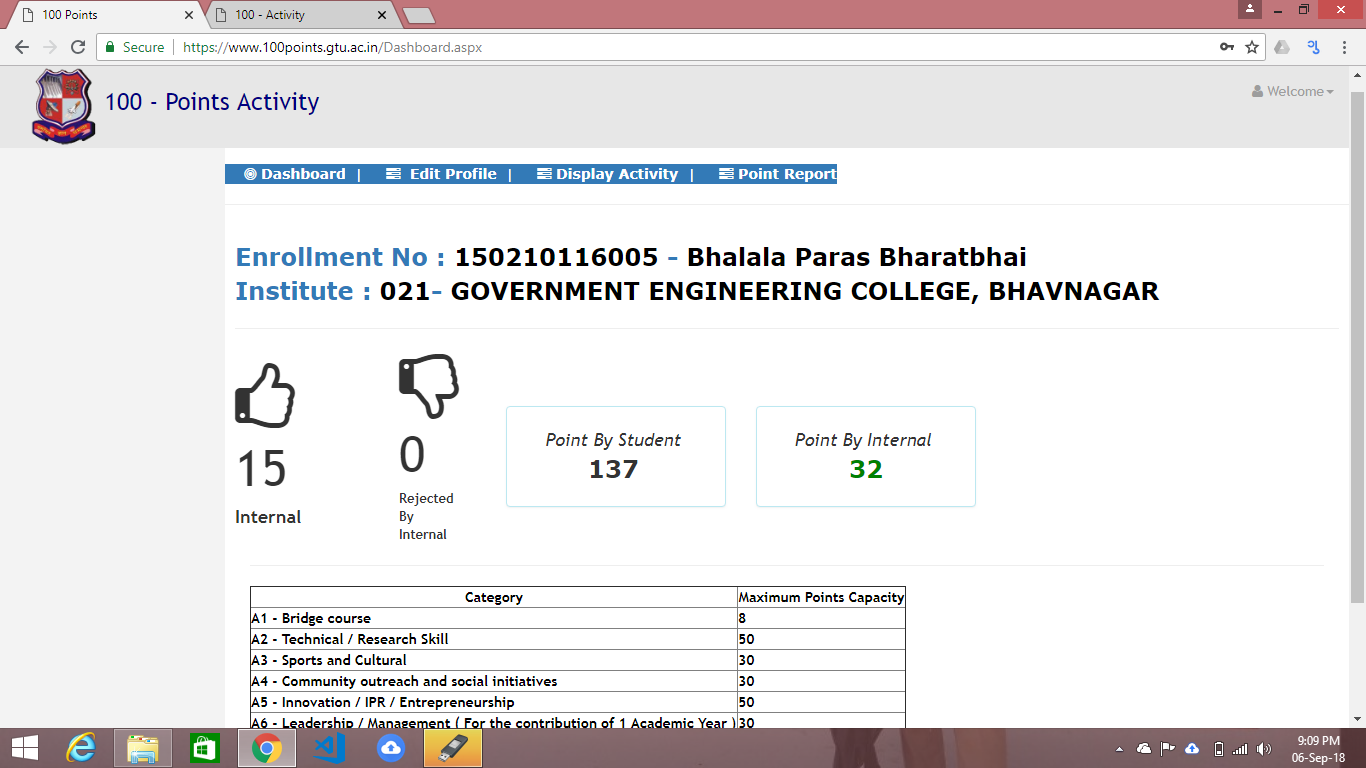 100 Points
100 - Activity
Secure
https://www.100points.gtu.ac.in/Dashboard.aspx
100 - Points Activity
Welcome
Dashboard | Edit Profile | Display Activity | Point Report
Enrollment No : 150210116005 - Bhalala Paras Bharatbhai
Institute : 021- GOVERNMENT ENGINEERING COLLEGE, BHAVNAGAR
15
Internal
0
Rejected
By
Internal
Point By Student
137
Point By Internal
32
Category Maximum Points Capacity
A1 - Bridge course 8
A2 - Technical / Research Skill 50
A3 - Sports and Cultural 30
A4 - Community outreach and social initiatives 30
A5 - Innovation / IPR / Entrepreneurship 50
A6 - Leadership / Management ( For the contribution of 1 Academic Year ) 30
9:09 PM
06-Sep-18